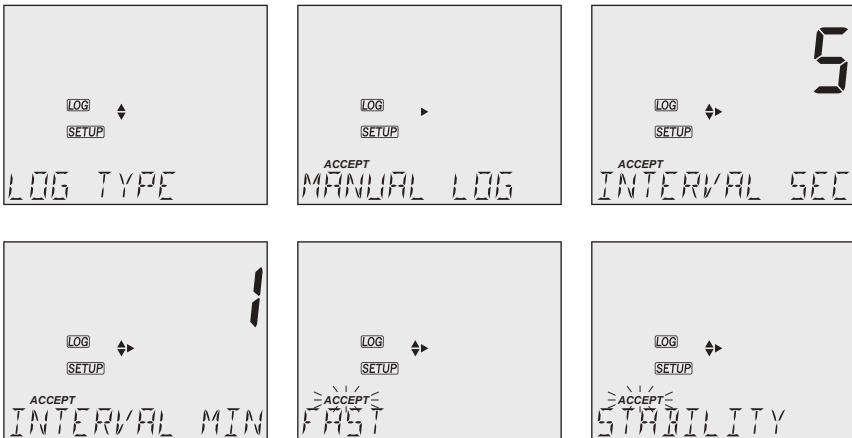 LOG
SETUP
LOG TYPE
LOG
SETUP
ACCEPT
MANUAL LOG
5
LOG
SETUP
ACCEPT
INTERVAL SEC
1
LOG
SETUP
ACCEPT
INTERVAL MIN
LOG
SETUP
ACCEPT
FAST
LOG
SETUP
ACCEPT
STABILITY